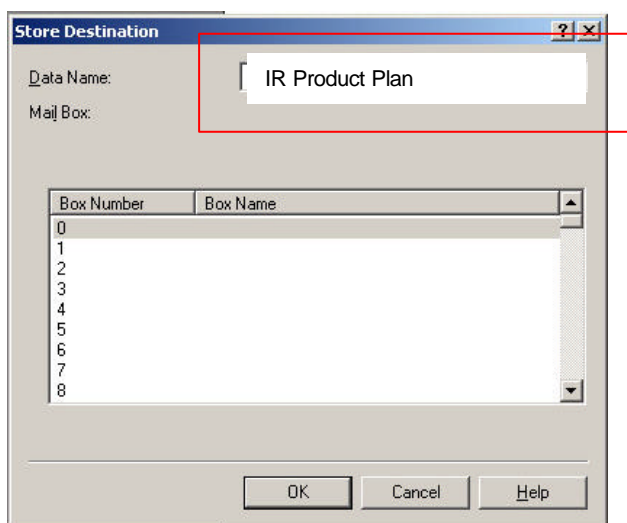 Store Destination
Data Name: IR Product Plan
Mail Box:
Box Number Box Name
0
1
2
3
4
5
6
7
8
OK Cancel Help